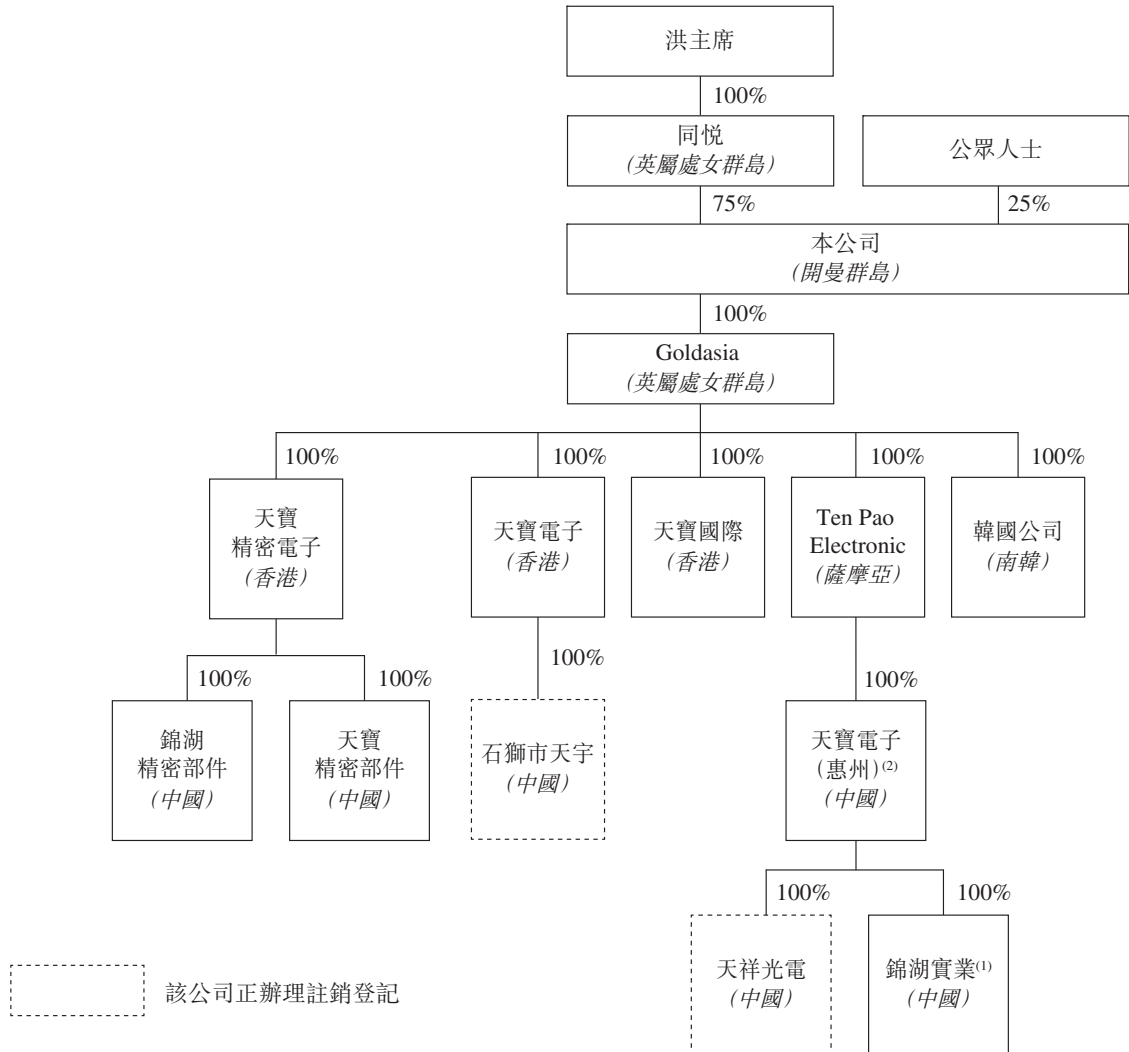 洪主席
100%
同悦
(英屬處女群島)
公眾人士
75%
25%
本公司
(開曼群島)
100%
Goldasia
(英屬處女群島)
100%
100%
100%
100%
100%
天寶
精密電子
(香港)
天寶電子
(香港)
天寶國際
(香港)
Ten Pao
Electronic
(薩摩亞)
韓國公司
(南韓)
100%
100%
100%
100%
錦湖
精密部件
(中國)
天寶
精密部件
(中國)
石獅市天宇
(中國)
天寶電子
(惠州)(2)
(中國)
100%
100%
天祥光電
(中國)
錦湖實業(1)
(中國)
該公司正辦理註銷登記